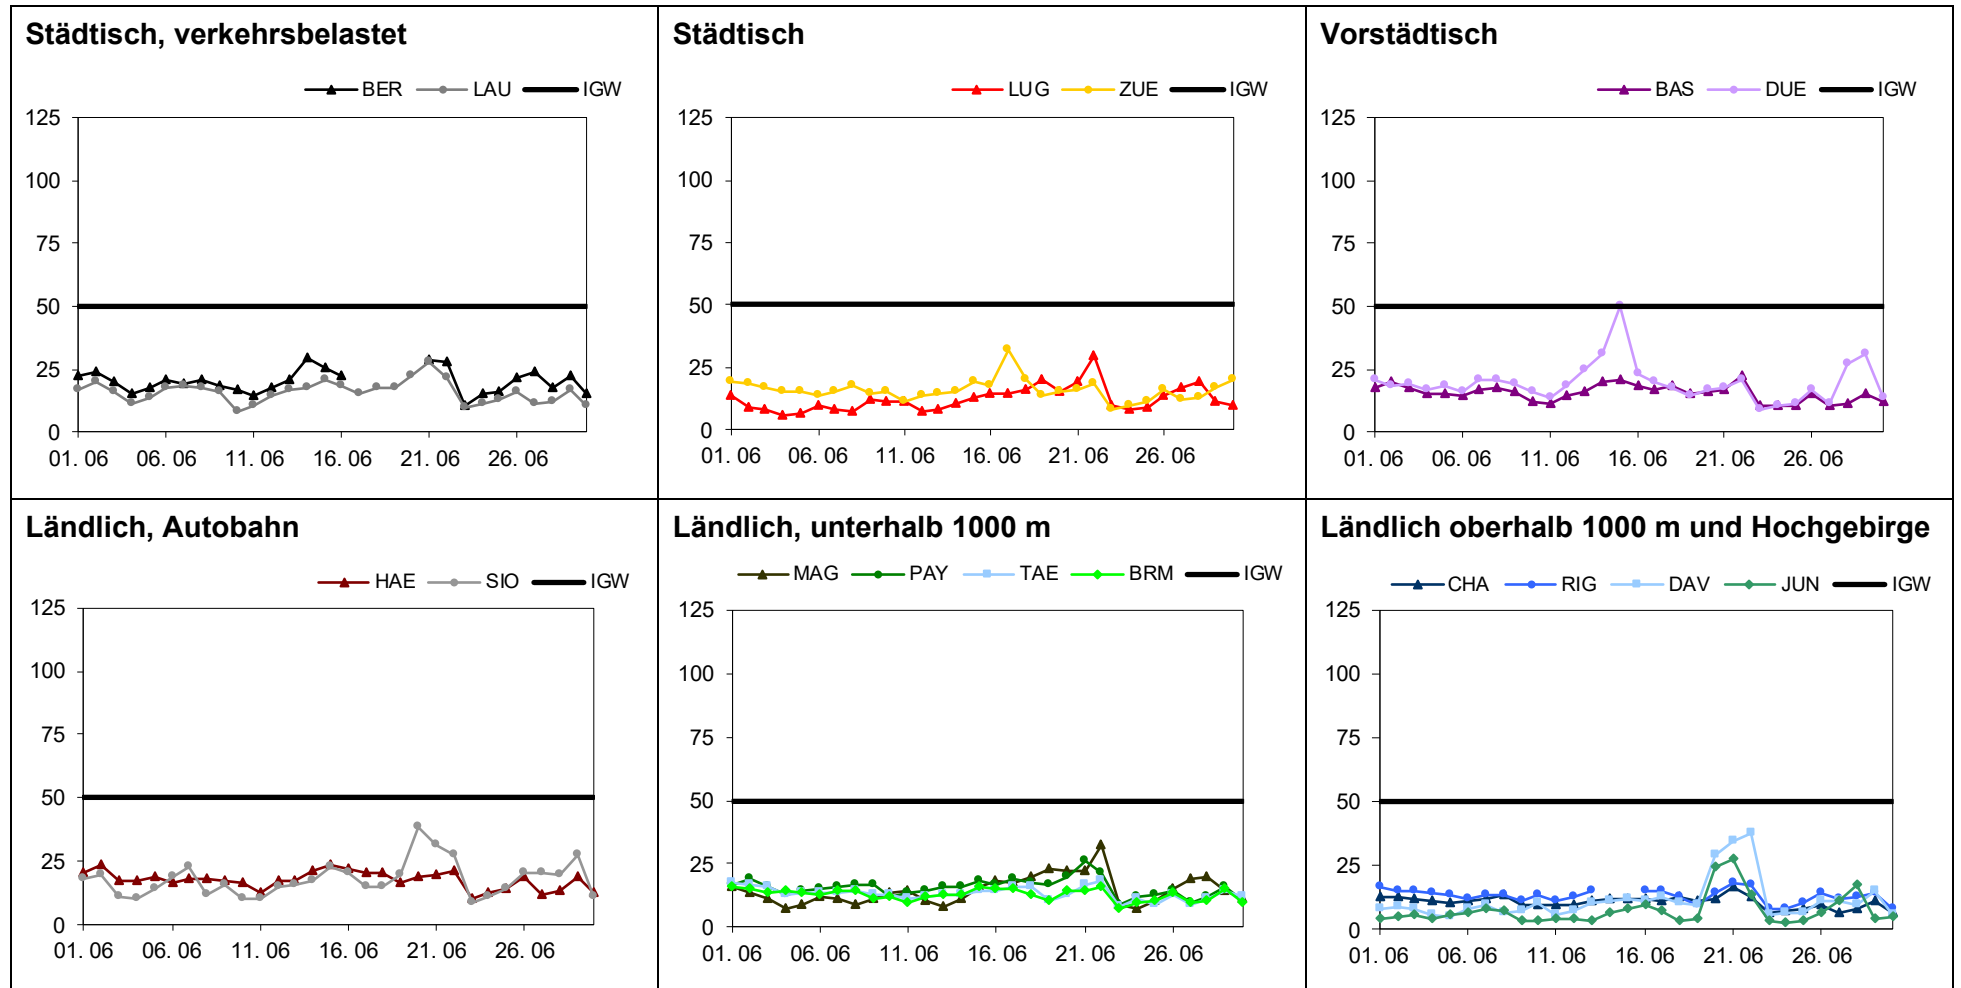 Städtisch, verkehrsbelastet
BER LAU IGW
125
100
75
50
25
0
01. 06 06. 06 11. 06 16. 06 21. 06 26. 06
Städtisch
LUG ZUE IGW
125
100
75
50
25
0
01. 06 06. 06 11. 06 16. 06 21. 06 26. 06
Vorstädtisch
BAS DUE IGW
125
100
75
50
25
0
01. 06 06. 06 11. 06 16. 06 21. 06 26. 06
Ländlich, Autobahn
HAE SIO IGW
125
100
75
50
25
0
01. 06 06. 06 11. 06 16. 06 21. 06 26. 06
Ländlich, unterhalb 1000 m
MAG PAY TAE BRM IGW
125
100
75
50
25
0
01. 06 06. 06 11. 06 16. 06 21. 06 26. 06
Ländlich oberhalb 1000 m und Hochgebirge
CHA RIG DAV JUN IGW
125
100
75
50
25
0
01. 06 06. 06 11. 06 16. 06 21. 06 26. 06